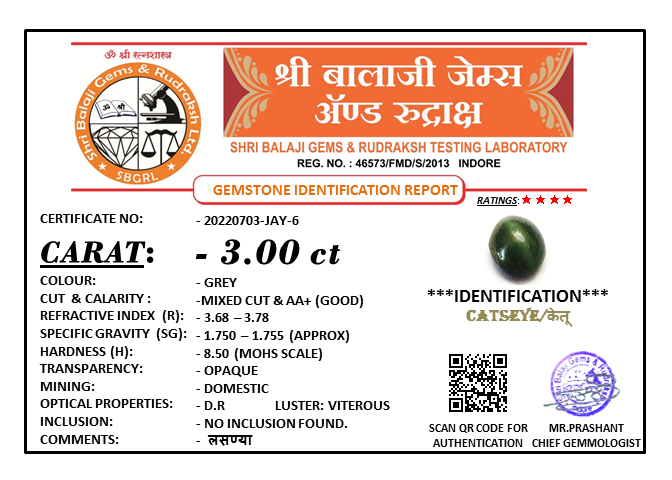 ॐ श्री रत्नशास्त्र
Shri Balaji Gems & Rudraksh Ltd.
SBGRL
श्री बालाजी जेम्स
ॲण्ड रुद्राक्ष
SHRI BALAJI GEMS & RUDRAKSH TESTING LABORATORY
REG. NO. : 46573/FMD/S/2013 INDORE
GEMSTONE IDENTIFICATION REPORT
RATINGS:
CERTIFICATE NO: - 20220703-JAY-6
CARAT: - 3.00 ct
COLOUR: - GREY
CUT & CALARITY : -MIXED CUT & AA+ (GOOD)
REFRACTIVE INDEX (R): - 3.68 – 3.78
SPECIFIC GRAVITY (SG): - 1.750 – 1.755 (APPROX)
HARDNESS (H): - 8.50 (MOHS SCALE)
TRANSPARENCY: - OPAQUE
MINING: - DOMESTIC
OPTICAL PROPERTIES: - D.R LUSTER: VITEROUS
INCLUSION: - NO INCLUSION FOUND.
COMMENTS: - लसण्या
***IDENTIFICATION***
CATSEYE/केतू
Shri Balaji Gems & Rudraksh
SCAN QR CODE FOR
AUTHENTICATION
MR.PRASHANT
CHIEF GEMMOLOGIST